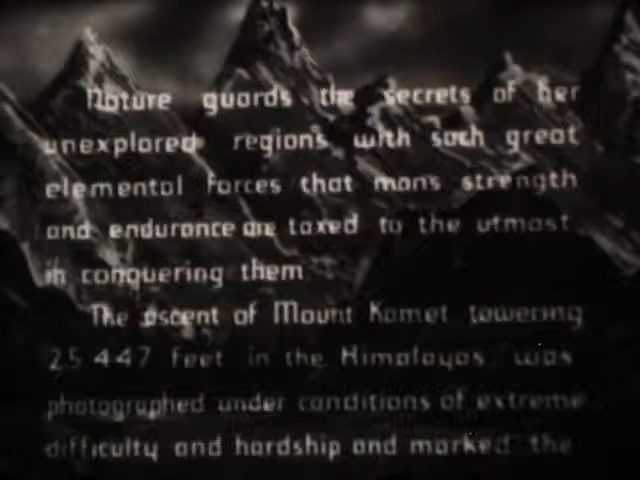 Nature guards the secrets of her
unexplored regions with such great
elemental forces that mans strength
and endurance are taxed to the utmost
in conquering them
The ascent of Mount Kamet towering
25 447 feet in the Himalayas was
photographed under conditions of extreme
difficulty and hardship and marked the